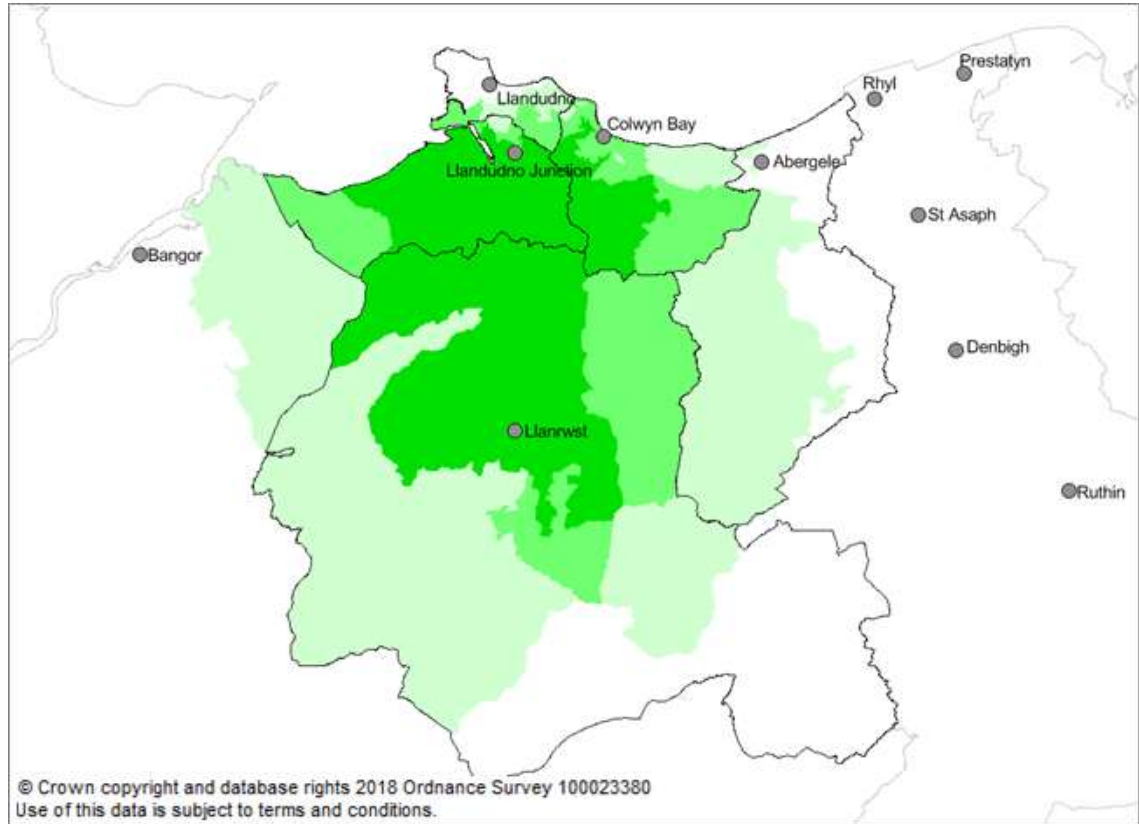 Prestatyn
Rhyl
Llandudno
Colwyn Bay
Llandudno Junction
Abergele
St Asaph
Bangor
Denbigh
Llanrwst
Ruthin
© Crown copyright and database rights 2018 Ordnance Survey 100023380
Use of this data is subject to terms and conditions.